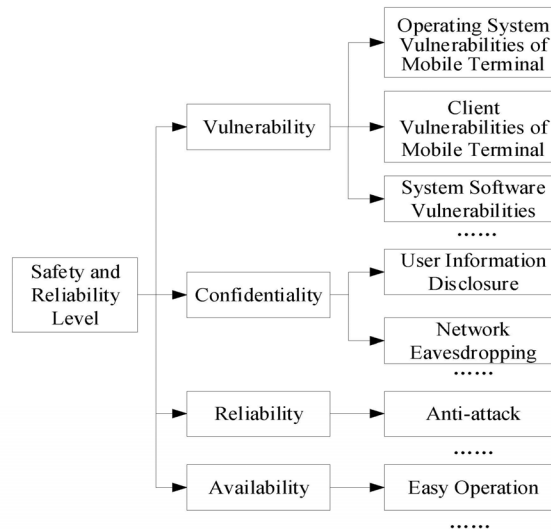 Operating System
Vulnerabilities of
Mobile Terminal
Vulnerability
Client
Vulnerabilities of
Mobile Terminal
System Software
Vulnerabilities
......
Safety and
Reliability
Level
Confidentiality
User Information
Disclosure
Network
Eavesdropping
......
Reliability
Anti-attack
......
Availability
Easy Operation
......